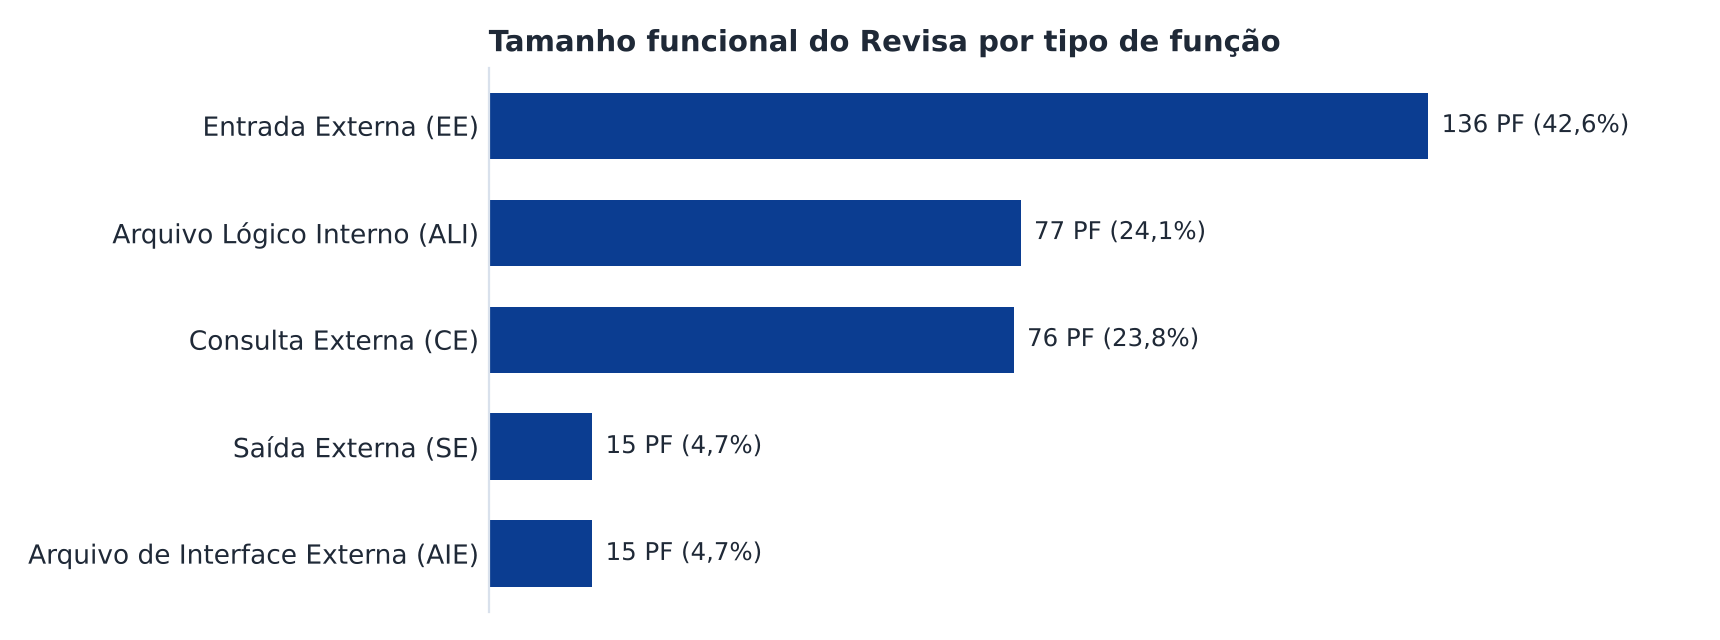 Tamanho funcional do Revisa por tipo de função
Entrada Externa (EE)
136 PF (42,6%)
Arquivo Lógico Interno (ALI)
77 PF (24,1%)
Consulta Externa (CE)
76 PF (23,8%)
Saída Externa (SE)
15 PF (4,7%)
Arquivo de Interface Externa (AIE)
15 PF (4,7%)